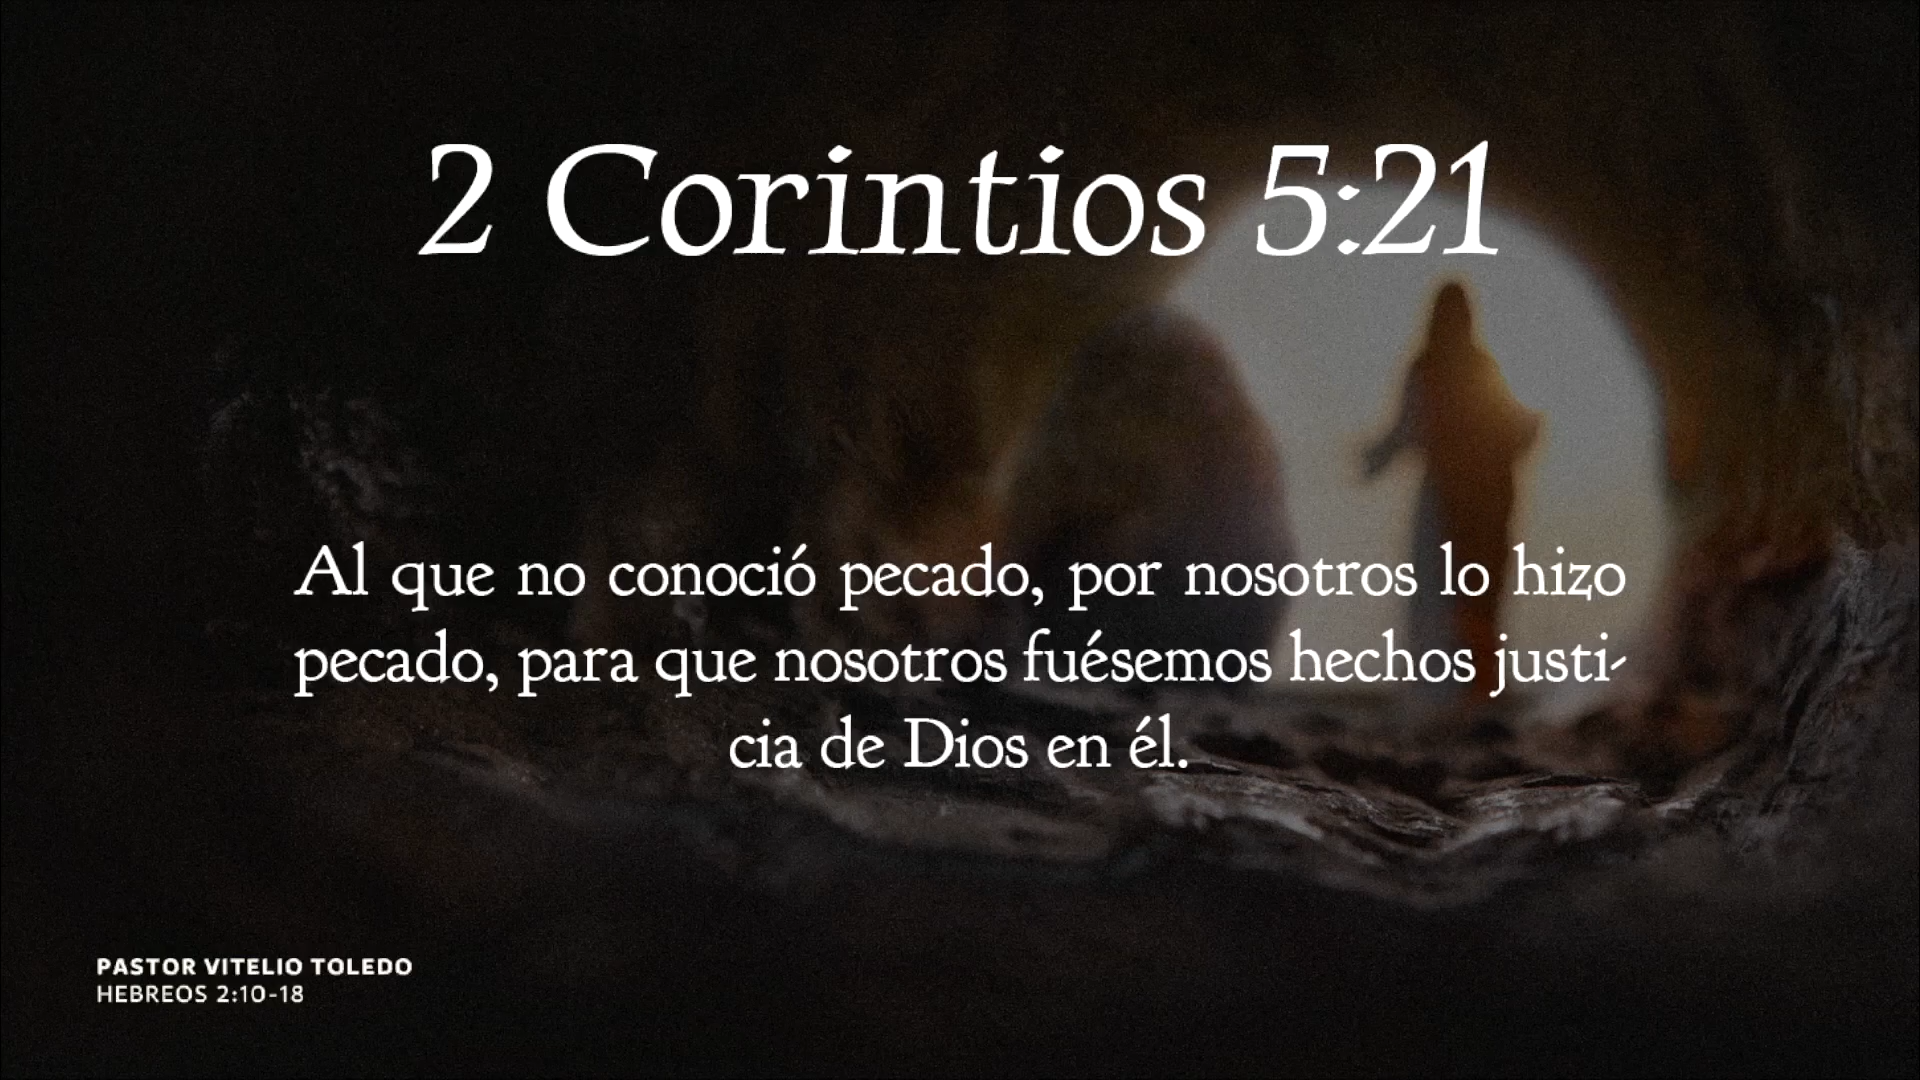 2 Corintios 5:21
Al que no conoció pecado, por nosotros lo hizo
pecado, para que nosotros fuésemos hechos justi-
cia de Dios en él.
PASTOR VITELIO TOLEDO
HEBREOS 2:10-18